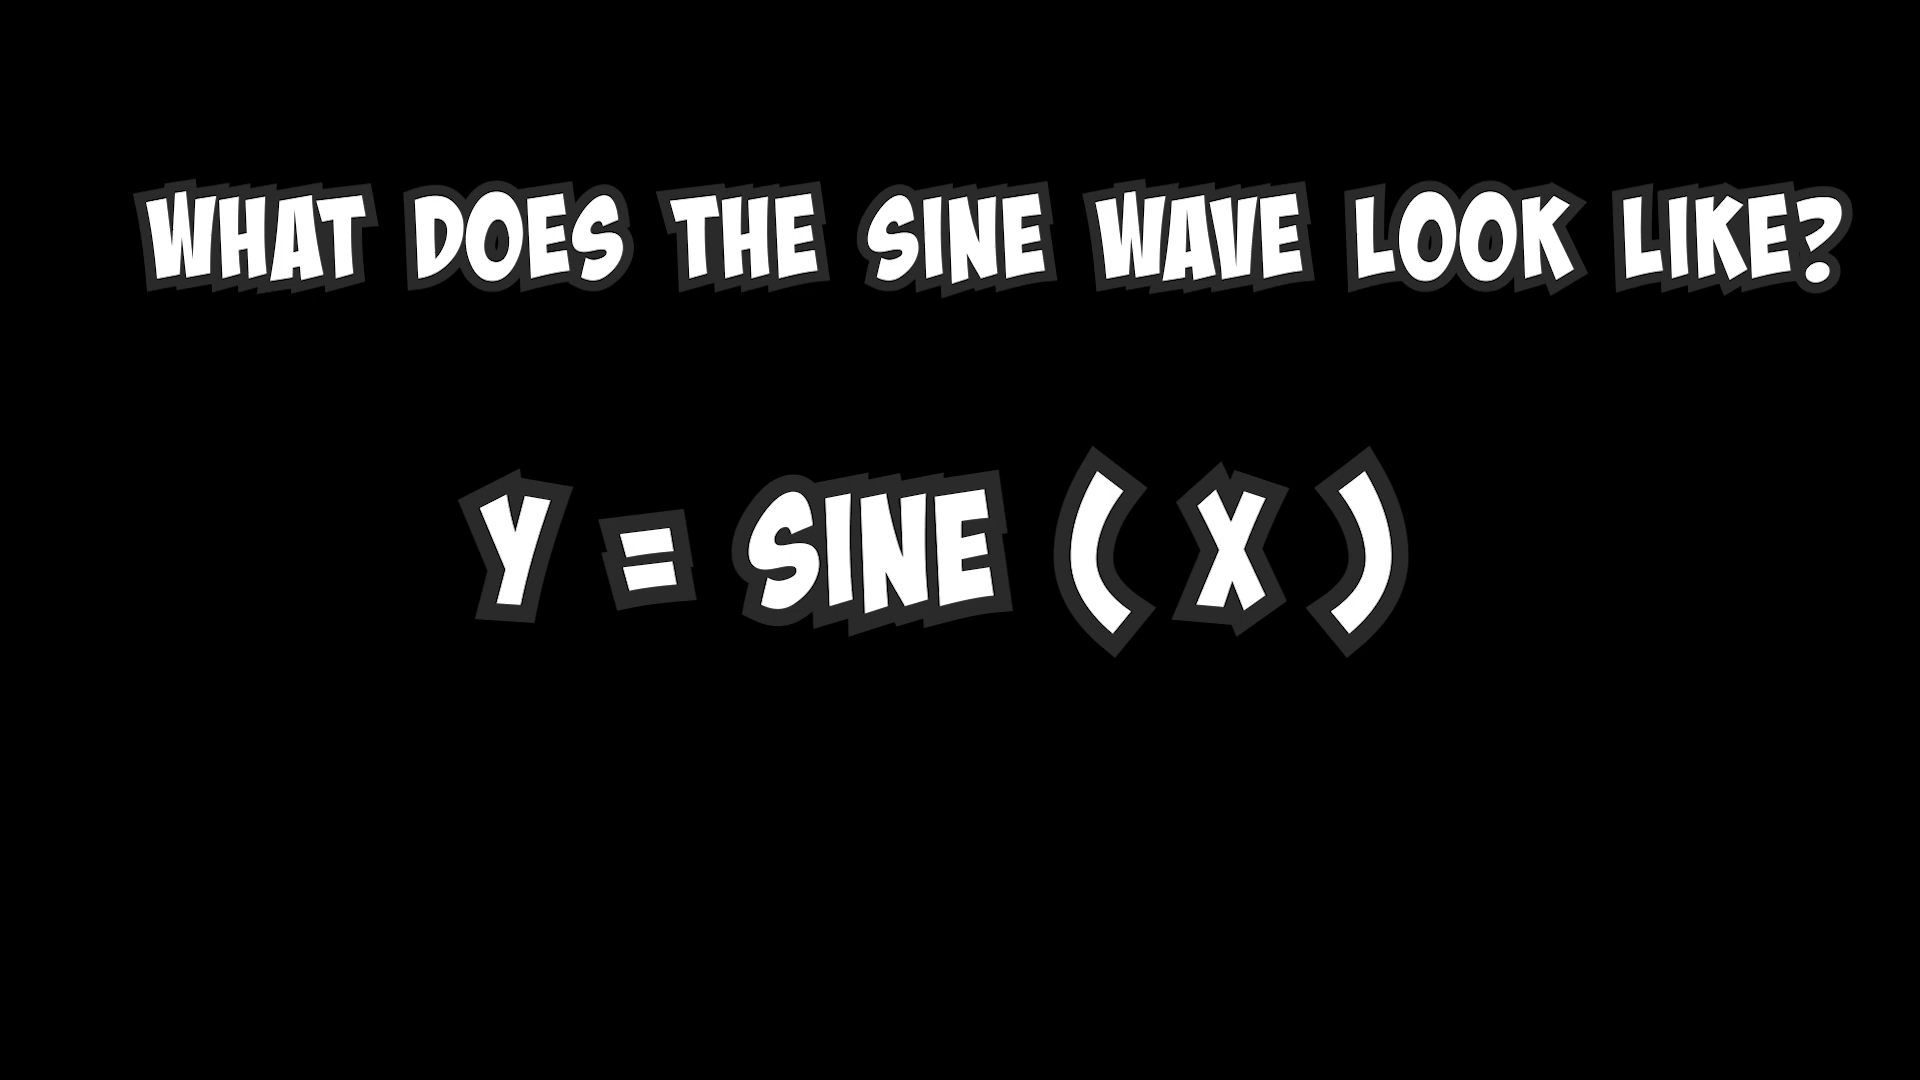 WHAT DOES THE SINE WAVE LOOK LIKE?
Y = SINE ( X )